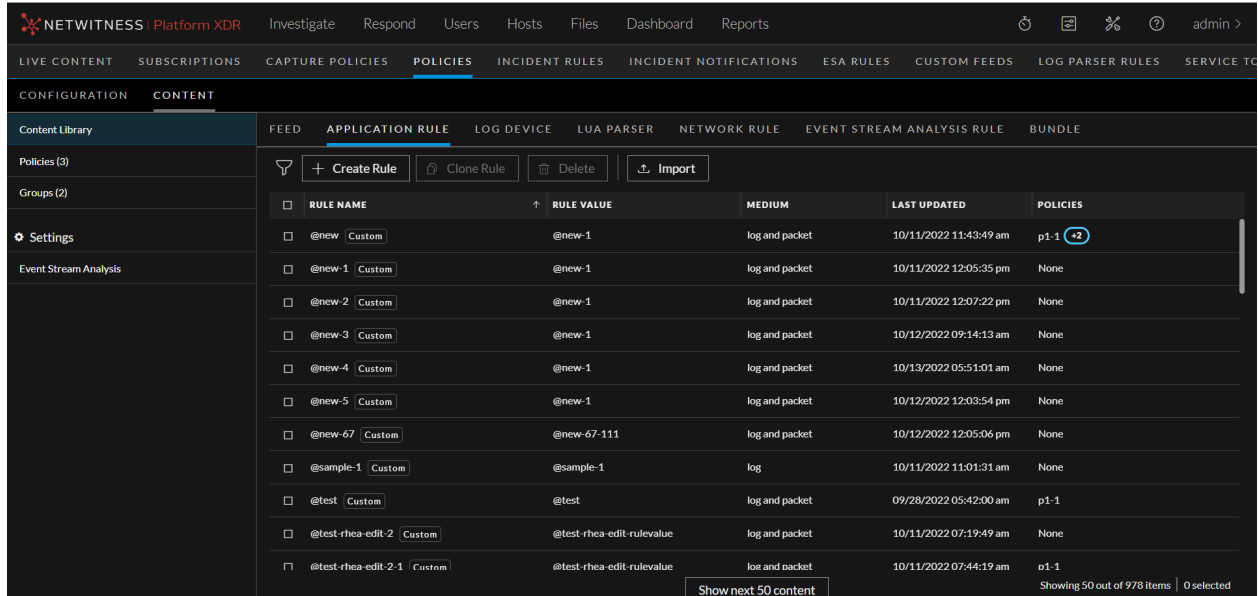 NETWITNESS | Platform XDR Investigate Respond Users Hosts Files Dashboard Reports admin >
LIVE CONTENT SUBSCRIPTIONS CAPTURE POLICIES POLICIES INCIDENT RULES INCIDENT NOTIFICATIONS ESA RULES CUSTOM FEEDS LOG PARSER RULES SERVICE TO
CONFIGURATION CONTENT
Content Library
Policies (3)
Groups (2)
Settings
Event Stream Analysis
FEED APPLICATION RULE LOG DEVICE LUA PARSER NETWORK RULE EVENT STREAM ANALYSIS RULE BUNDLE
+ Create Rule Clone Rule Delete Import
RULE NAME ↑ RULE VALUE MEDIUM LAST UPDATED POLICIES
@new Custom @new-1 log and packet 10/11/2022 11:43:49 am p1-1 +2
@new-1 Custom @new-1 log and packet 10/11/2022 12:05:35 pm None
@new-2 Custom @new-1 log and packet 10/11/2022 12:07:22 pm None
@new-3 Custom @new-1 log and packet 10/12/2022 09:14:13 am None
@new-4 Custom @new-1 log and packet 10/13/2022 05:51:01 am None
@new-5 Custom @new-1 log and packet 10/12/2022 12:03:54 pm None
@new-67 Custom @new-67-111 log and packet 10/12/2022 12:05:06 pm None
@sample-1 Custom @sample-1 log 10/11/2022 11:01:31 am None
@test Custom @test log and packet 09/28/2022 05:42:00 am p1-1
@test-rhea-edit-2 Custom @test-rhea-edit-rulevalue log and packet 10/11/2022 07:19:49 am None
@test-rhea-edit-2-1 Custom @test-rhea-edit-rulevalue log and packet 10/11/2022 07:44:19 am p1-1
Show next 50 content
Showing 50 out of 978 items | 0 selected